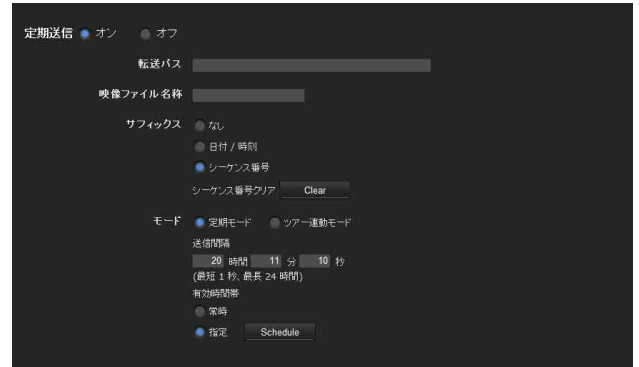 定期送信 オン オフ
転送パス
映像ファイル名称
サフィックス なし
日付 / 時刻
シーケンス番号
シーケンス番号クリア Clear
モード 定期モード ツアー連動モード
送信間隔
20 時間 11 分 10 秒
(最短 1 秒、最長 24 時間)
有効時間帯
常時
指定 Schedule